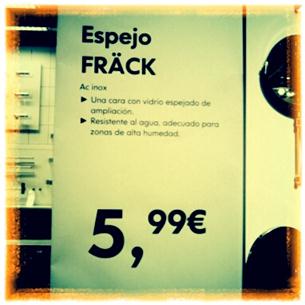 Espejo
FRÄCK
Ac inox
► Una cara con vidrio espejado de
ampliación.
► Resistente al agua, adecuado para
zonas de alta humedad.
5,99€